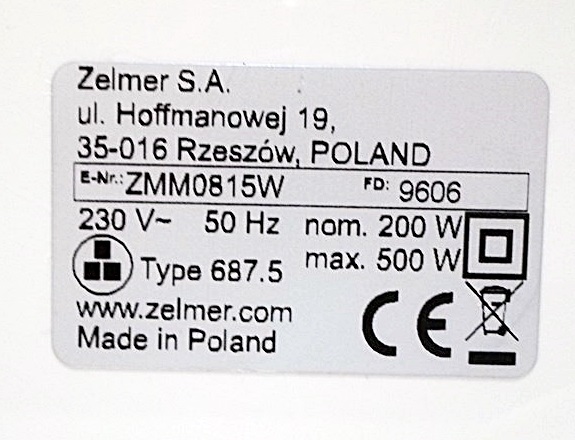 Zelmer S.A.
ul. Hoffmanowej 19,
35-016 Rzeszów, POLAND
E-Nr.: ZMM0815W FD: 9606
230 V~ 50 Hz nom. 200 W
Type 687.5 max. 500 W
www.zelmer.com
Made in Poland
CE